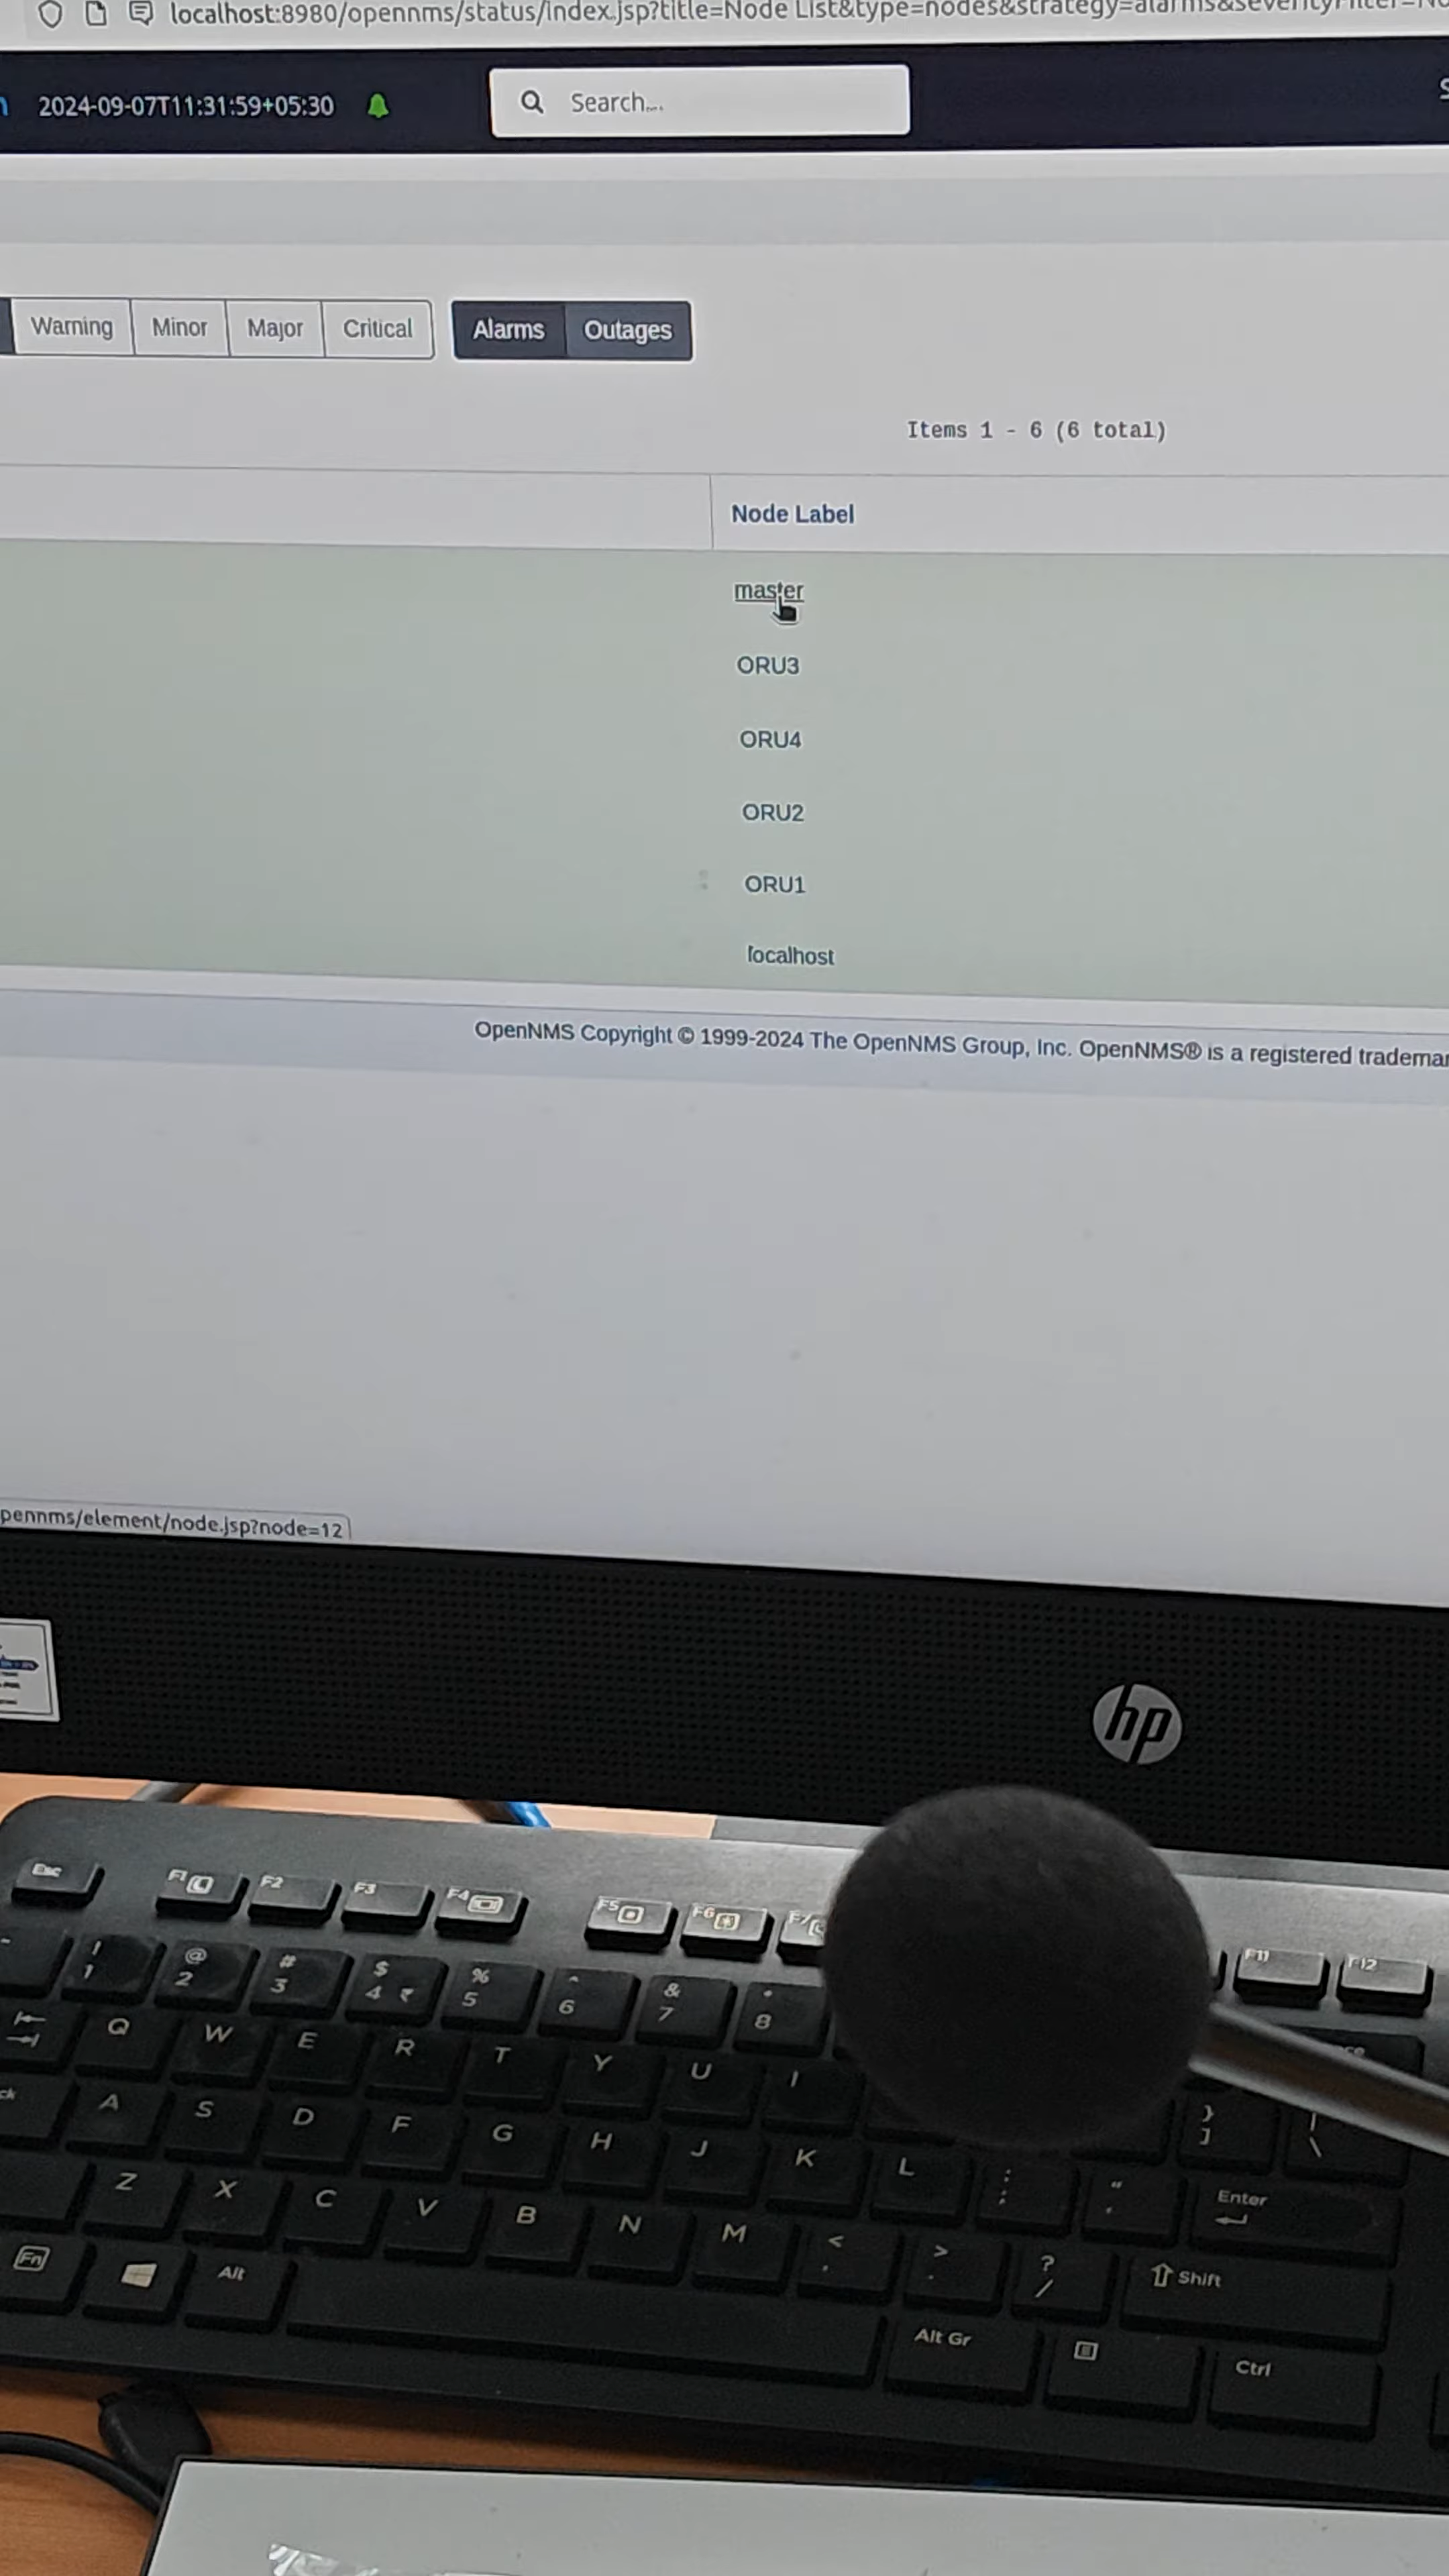 localhost:8980/opennms/status/index.jsp?title=Node List&type=nodes&strategy=alarms&severityFilter=No
2024-09-07T11:31:59+05:30
Search...
Warning Minor Major Critical Alarms Outages
Items 1 - 6 (6 total)
Node Label
master
ORU3
ORU4
ORU2
ORU1
localhost
OpenNMS Copyright © 1999-2024 The OpenNMS Group, Inc. OpenNMS® is a registered tradema
pennms/element/node.jsp?node=12
hp
Esc F1 F2 F3 F4 F5 F6 F7 F11 F12
! 1 @ 2 # 3 $ 4 ₹ % 5 ^ 6 & 7 * 8
Q W E R T Y U I
A S D F G H J K L : ; " ' Enter
} ] | \
Z X C V B N M < , > . ? / Shift
Fn Alt Alt Gr Ctrl